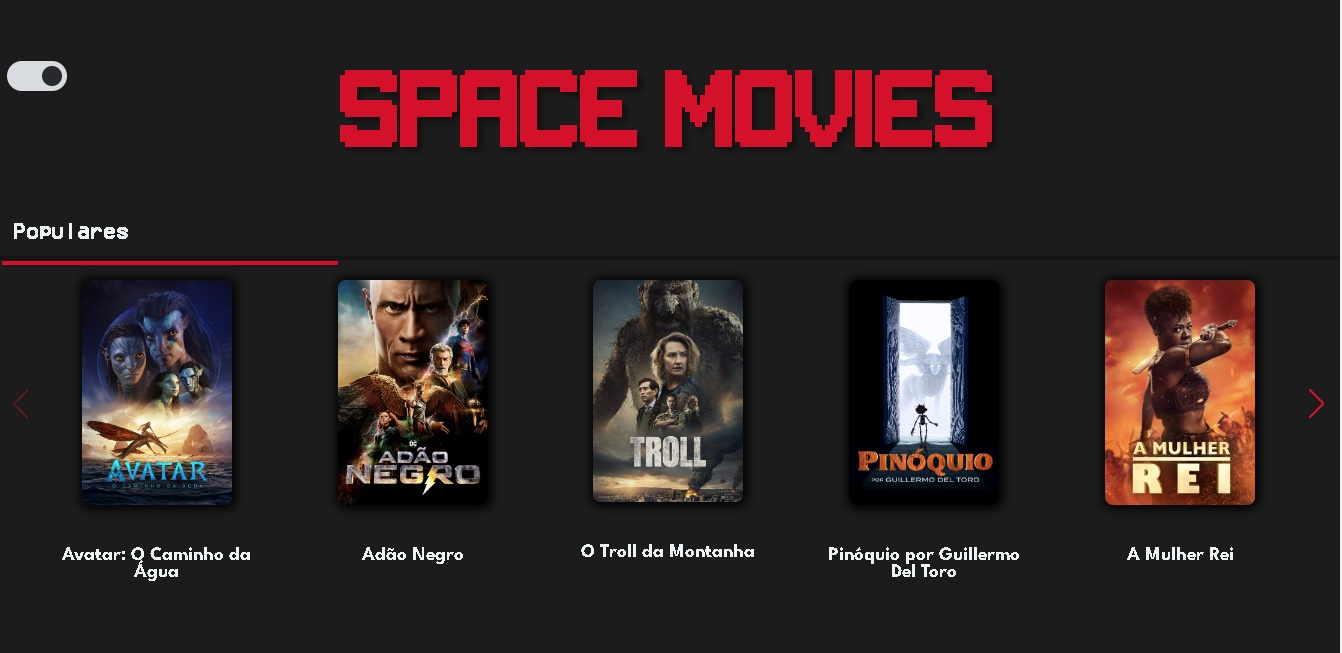 SPACE MOVIES
Populares
AVATAR
O CAMINHO DA ÁGUA
DC
ADÃO
NEGRO
TROLL
PINÓQUIO
POR GUILLERMO DEL TORO
A MULHER
REI
Avatar: O Caminho da
Água
Adão Negro
O Troll da Montanha
Pinóquio por Guillermo
Del Toro
A Mulher Rei